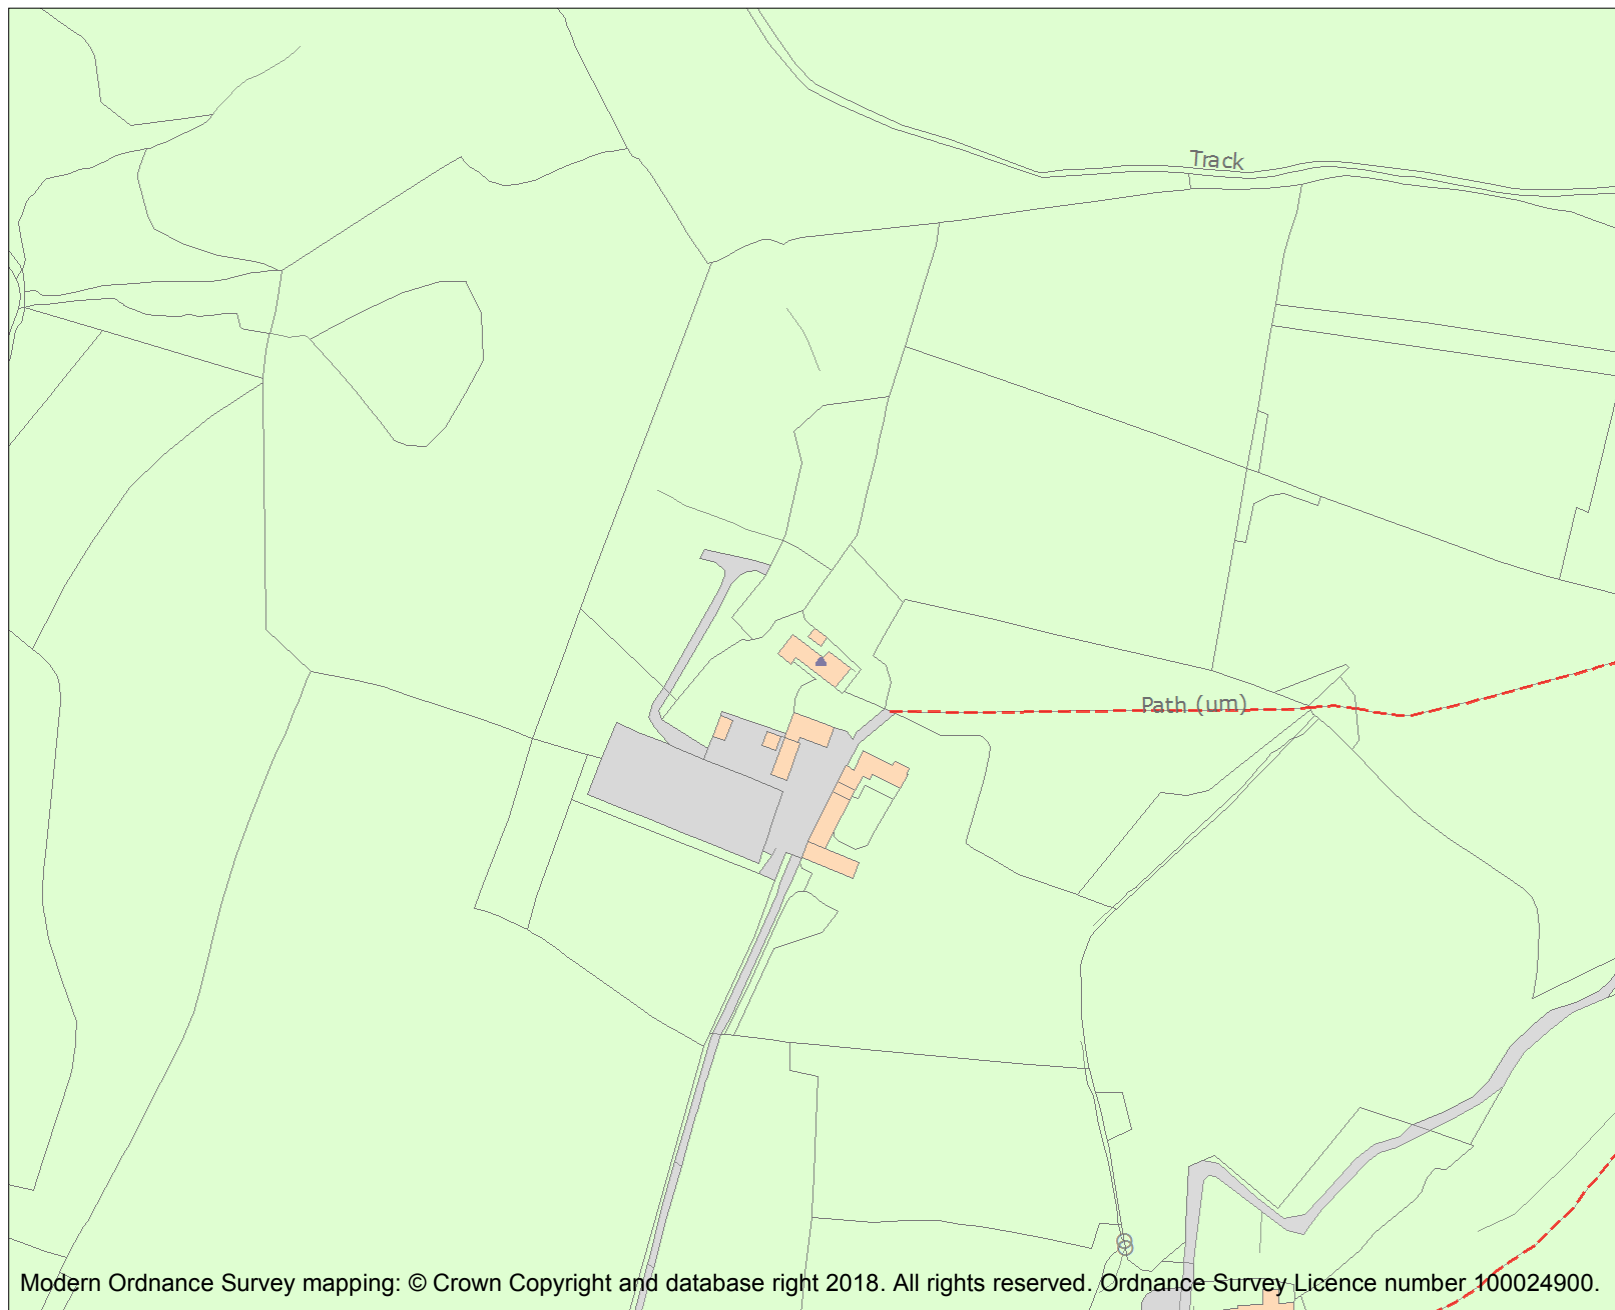 Track
Path (um)
Modern Ordnance Survey mapping: © Crown Copyright and database right 2018. All rights reserved. Ordnance Survey Licence number 100024900.